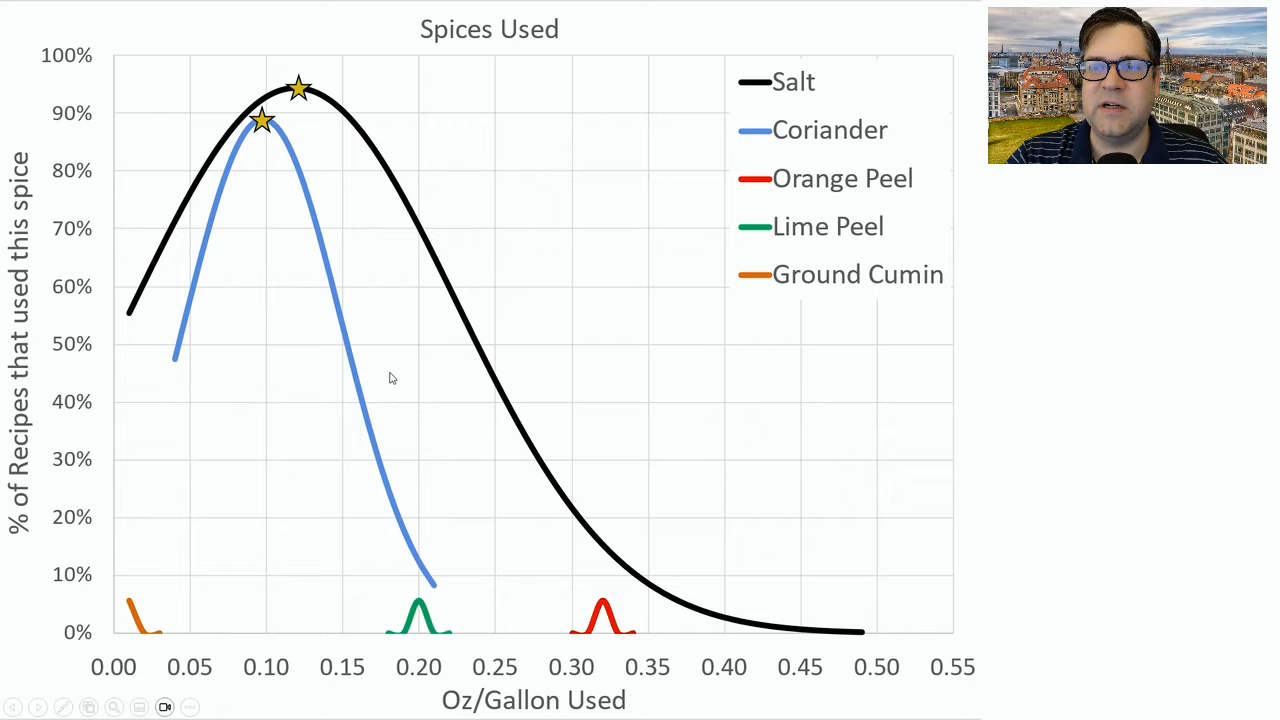 Spices Used
100%
90%
80%
70%
60%
50%
40%
30%
20%
10%
0%
% of Recipes that used this spice
Salt
Coriander
Orange Peel
Lime Peel
Ground Cumin
0.00 0.05 0.10 0.15 0.20 0.25 0.30 0.35 0.40 0.45 0.50 0.55
Oz/Gallon Used